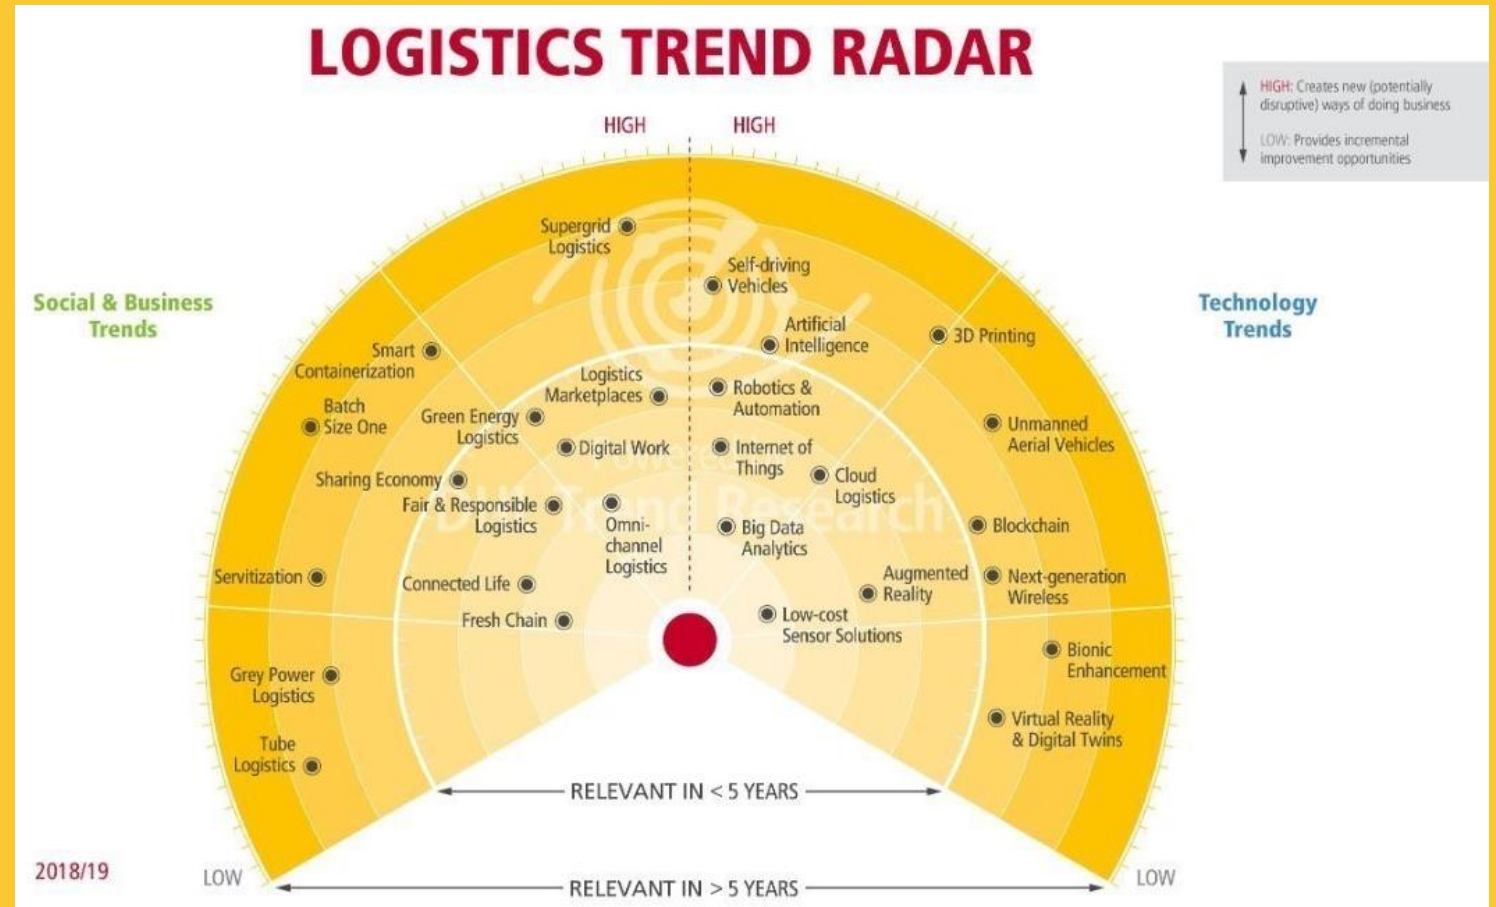 LOGISTICS TREND RADAR
HIGH: Creates new (potentially
disruptive) ways of doing business
LOW: Provides incremental
improvement opportunities
HIGH
HIGH
Social & Business
Trends
Technology
Trends
Supergrid
Logistics
Self-driving
Vehicles
Artificial
Intelligence
3D Printing
Smart
Containerization
Logistics
Marketplaces
Robotics &
Automation
Batch
Size One
Green Energy
Logistics
Unmanned
Aerial Vehicles
Digital Work
Internet of
Things
Sharing Economy
Cloud
Logistics
Fair & Responsible
Logistics
Omni-
channel
Logistics
Big Data
Analytics
Blockchain
Powered
DHL Trend Research
Servitization
Connected Life
Augmented
Reality
Next-generation
Wireless
Fresh Chain
Low-cost
Sensor Solutions
Grey Power
Logistics
Bionic
Enhancement
Tube
Logistics
Virtual Reality
& Digital Twins
RELEVANT IN < 5 YEARS
2018/19
LOW
RELEVANT IN > 5 YEARS
LOW